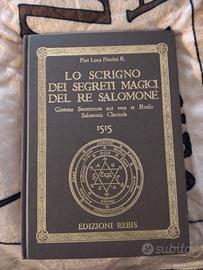 Pier Luca Pierini R.
LO SCRIGNO
DEI SEGRETI MAGICI
DEL RE SALOMONE
Gemma Secretorum aut vera et Realis
Salomonis Clavicola
1515
EDIZIONI REBIS
subito